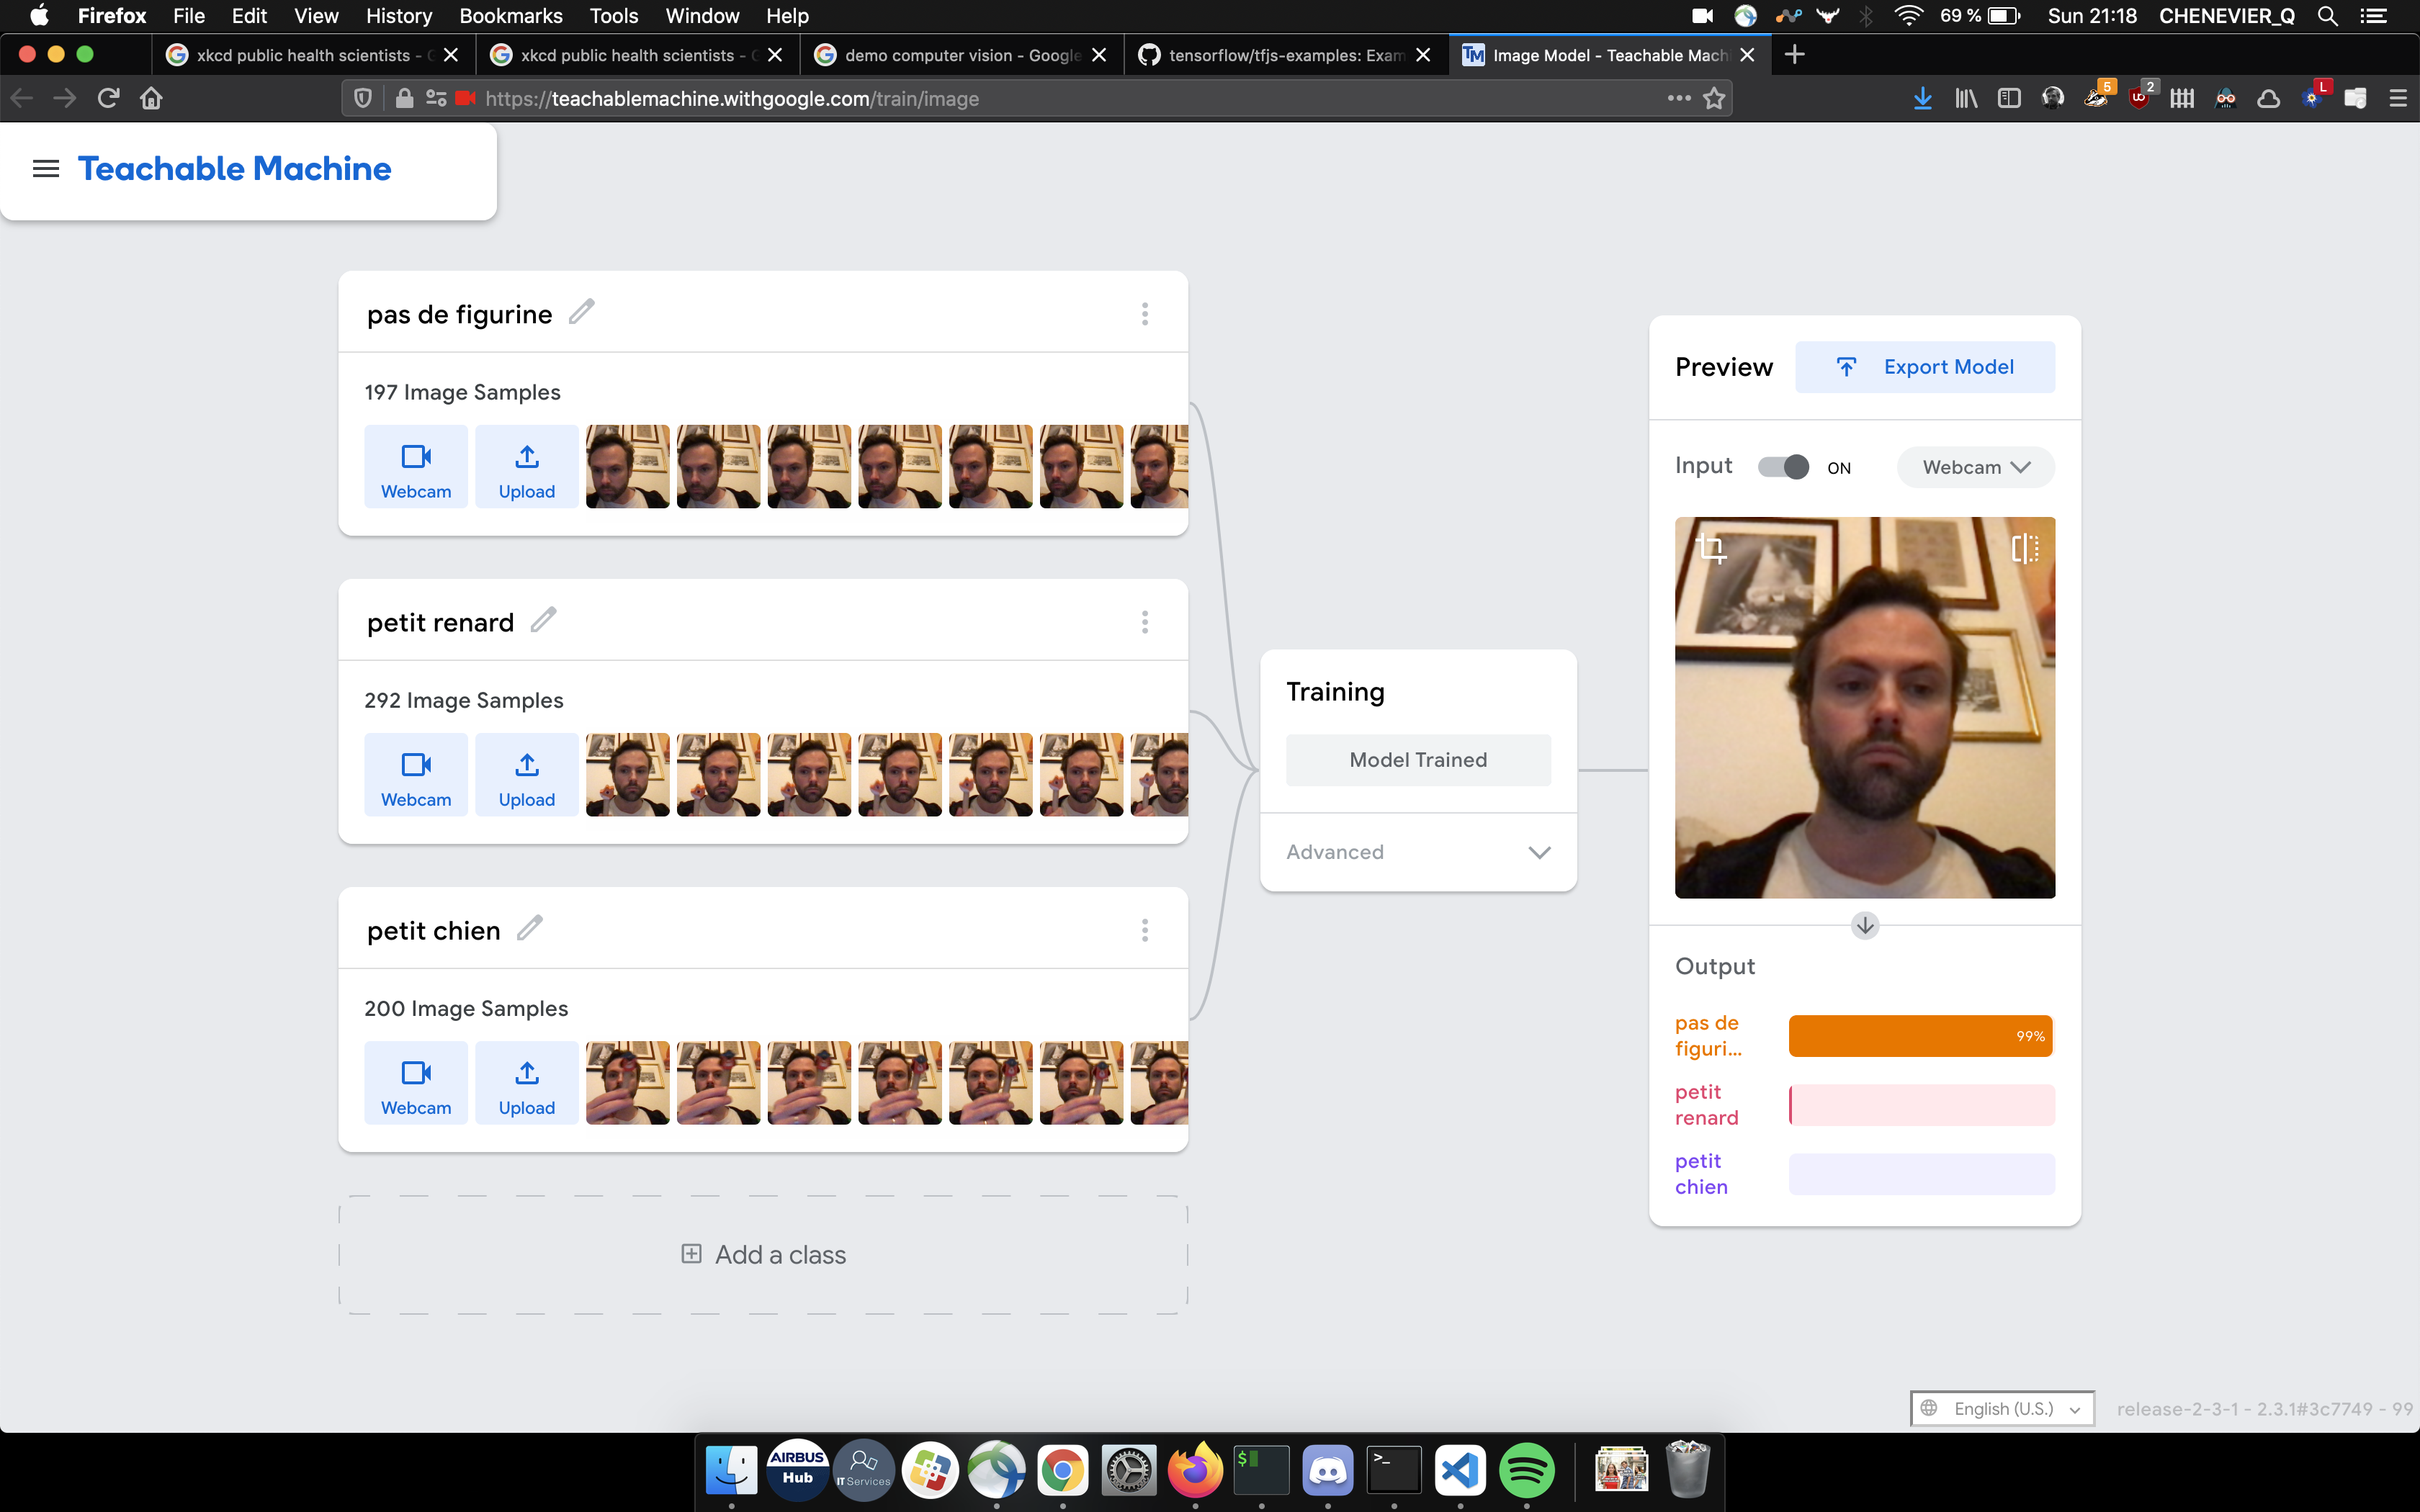 Firefox File Edit View History Bookmarks Tools Window Help 69 % Sun 21:18 CHENEVIER_Q
xkcd public health scientists - G xkcd public health scientists - G demo computer vision - Google tensorflow/tfjs-examples: Exam TM Image Model - Teachable Mach
https://teachablemachine.withgoogle.com/train/image 5 2 L
Teachable Machine
pas de figurine
197 Image Samples
Webcam Upload
petit renard
292 Image Samples
Webcam Upload
petit chien
200 Image Samples
Webcam Upload
Add a class
Training
Model Trained
Advanced
Preview Export Model
Input ON Webcam
Output
pas de
figuri... 99%
petit
renard
petit
chien
English (U.S.) release-2-3-1 - 2.3.1#3c7749 - 99
AIRBUS
Hub
IT Services
$
>_